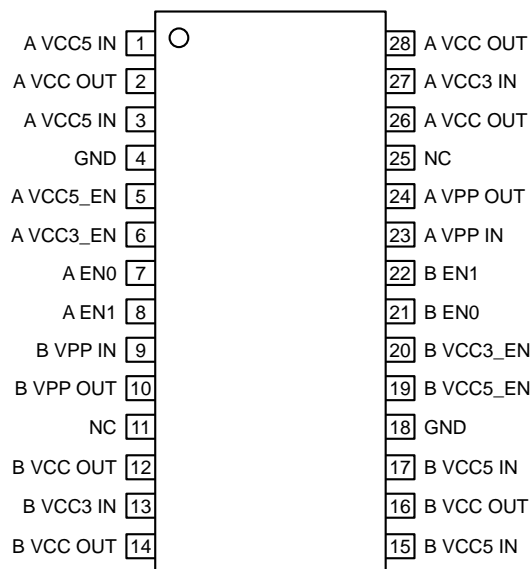 A VCC5 IN 1 28 A VCC OUT
A VCC OUT 2 27 A VCC3 IN
A VCC5 IN 3 26 A VCC OUT
GND 4 25 NC
A VCC5_EN 5 24 A VPP OUT
A VCC3_EN 6 23 A VPP IN
A EN0 7 22 B EN1
A EN1 8 21 B EN0
B VPP IN 9 20 B VCC3_EN
B VPP OUT 10 19 B VCC5_EN
NC 11 18 GND
B VCC OUT 12 17 B VCC5 IN
B VCC3 IN 13 16 B VCC OUT
B VCC OUT 14 15 B VCC5 IN